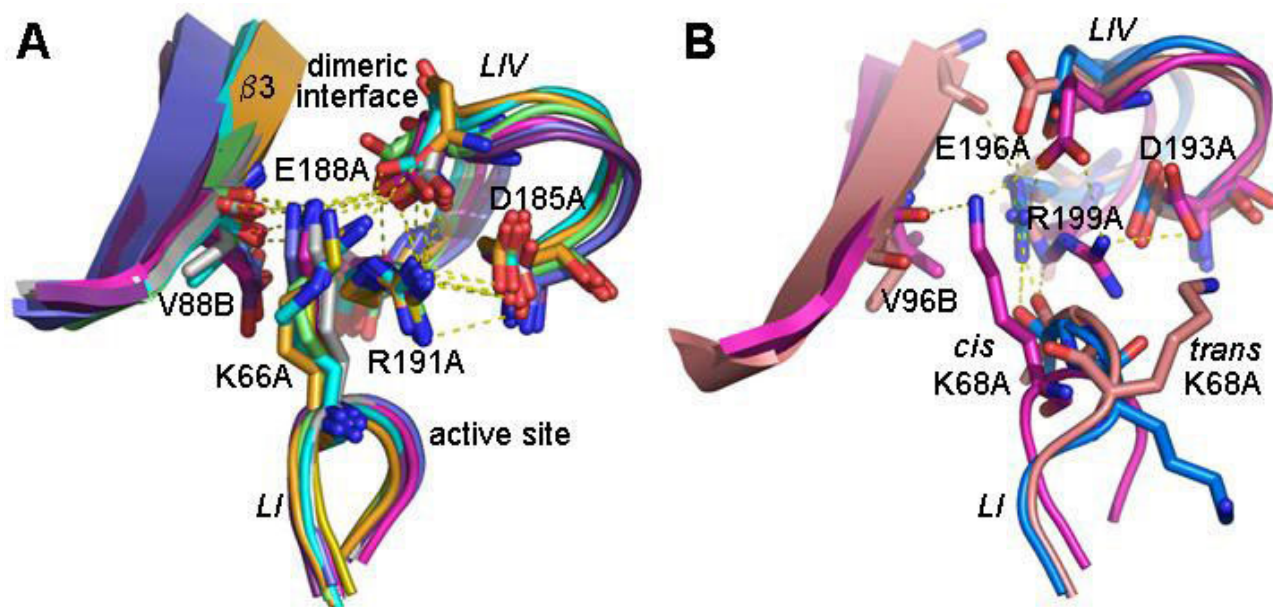 A
β3
dimeric
interface
LIV
E188A
D185A
V88B
K66A
R191A
active site
LI
B
LIV
E196A
D193A
R199A
V96B
cis
K68A
trans
K68A
LI